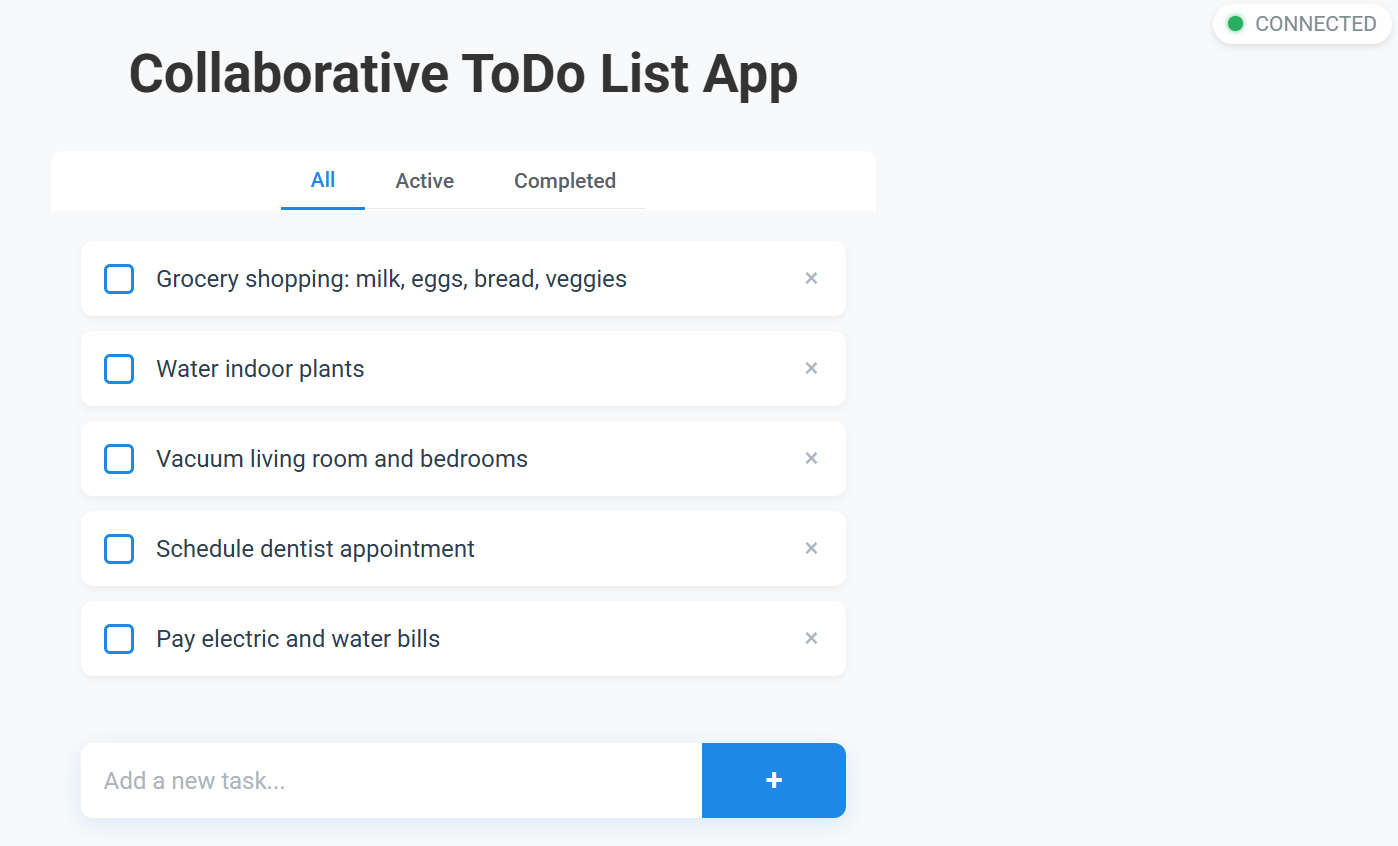 CONNECTED
Collaborative ToDo List App
All Active Completed
Grocery shopping: milk, eggs, bread, veggies ×
Water indoor plants ×
Vacuum living room and bedrooms ×
Schedule dentist appointment ×
Pay electric and water bills ×
Add a new task... +